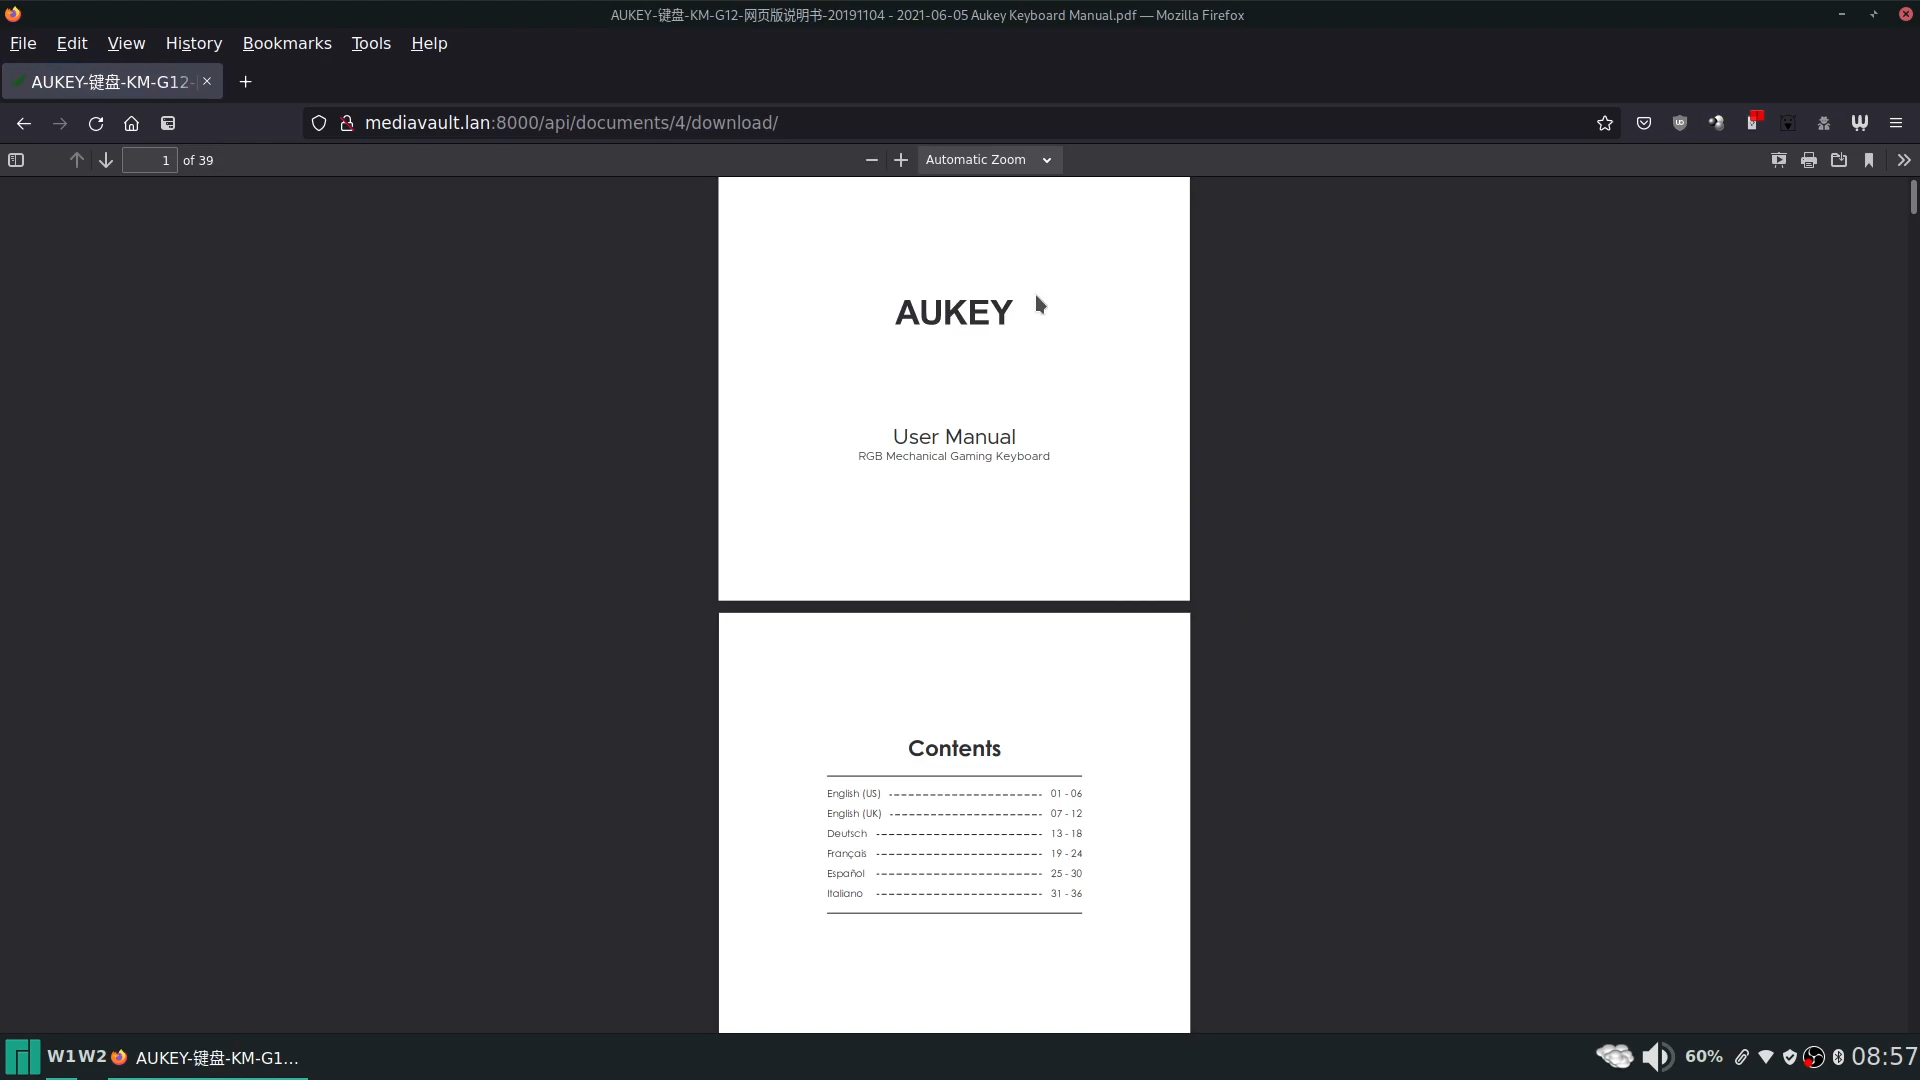 AUKEY-键盘-KM-G12-网页版说明书-20191104 - 2021-06-05 Aukey Keyboard Manual.pdf — Mozilla Firefox
File Edit View History Bookmarks Tools Help
AUKEY-键盘-KM-G12-
mediavault.lan:8000/api/documents/4/download/
1 of 39
Automatic Zoom
AUKEY
User Manual
RGB Mechanical Gaming Keyboard
Contents
English (US) ----------------------- 01 - 06
English (UK) ----------------------- 07 - 12
Deutsch ------------------------- 13 - 18
Français ------------------------- 19 - 24
Español ------------------------- 25 - 30
Italiano ------------------------- 31 - 36
W1 W2 AUKEY-键盘-KM-G1... 60% 08:57